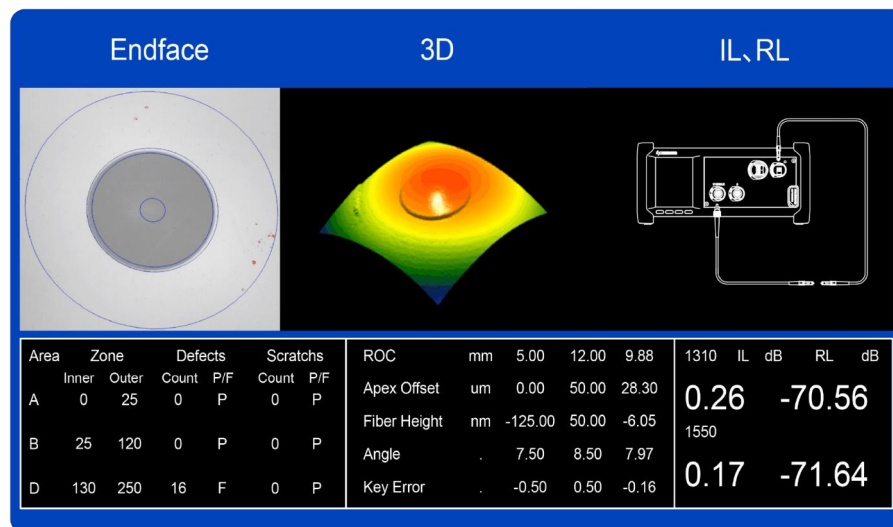 Endface
3D
IL、RL
Area Zone Defects Scratchs
Inner Outer Count P/F Count P/F
A 0 25 0 P 0 P
B 25 120 0 P 0 P
D 130 250 16 F 0 P
ROC mm 5.00 12.00 9.88
Apex Offset um 0.00 50.00 28.30
Fiber Height nm -125.00 50.00 -6.05
Angle . 7.50 8.50 7.97
Key Error . -0.50 0.50 -0.16
1310 IL dB RL dB
0.26 -70.56
1550
0.17 -71.64